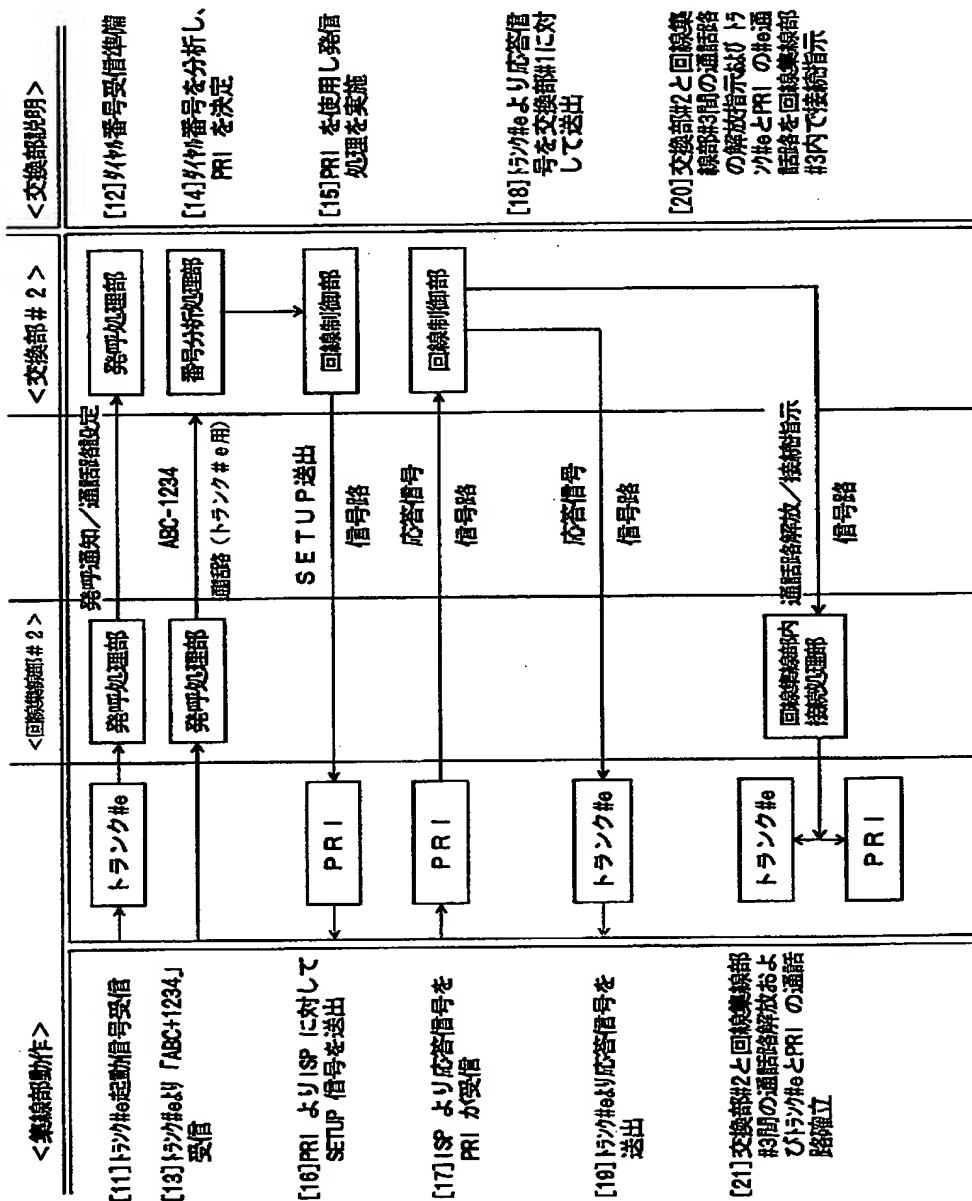 <集線部動作>
<回線集線部#2>
<交換部#2>
<交換部説明>
[11]トランク#e起動信号受信
トランク#e
発呼処理部
発呼通知/通話路設定
発呼処理部
[12]ダイヤル番号受信準備
[13]トランク#eより「ABC+1234」
受信
発呼処理部
ABC-1234
通話路(トランク#e用)
番号分析処理部
[14]ダイヤル番号を分析し、
PRI を決定
[16]PRI よりISP に対して
SETUP 信号を送出
PRI
SETUP送出
信号路
回線制御部
[15]PRI を使用し発信
処理を実施
[17]ISP より応答信号を
PRI が受信
PRI
応答信号
信号路
回線制御部
[19]トランク#eより応答信号を
送出
トランク#e
応答信号
信号路
[18]トランク#eより応答信
号を交換部#1に対
して送出
[21]交換部#2と回線集線部
#3間の通話路解放およ
びトランク#eとPRI の通話
路確立
トランク#e
PRI
回線集線部内
接続処理部
通話路解放/接続指示
信号路
[20]交換部#2と回線集
線部#3間の通話路
の解放指示および トラ
ンク#eとPRI の#e通
話路を回線集線部
#3内で接続指示